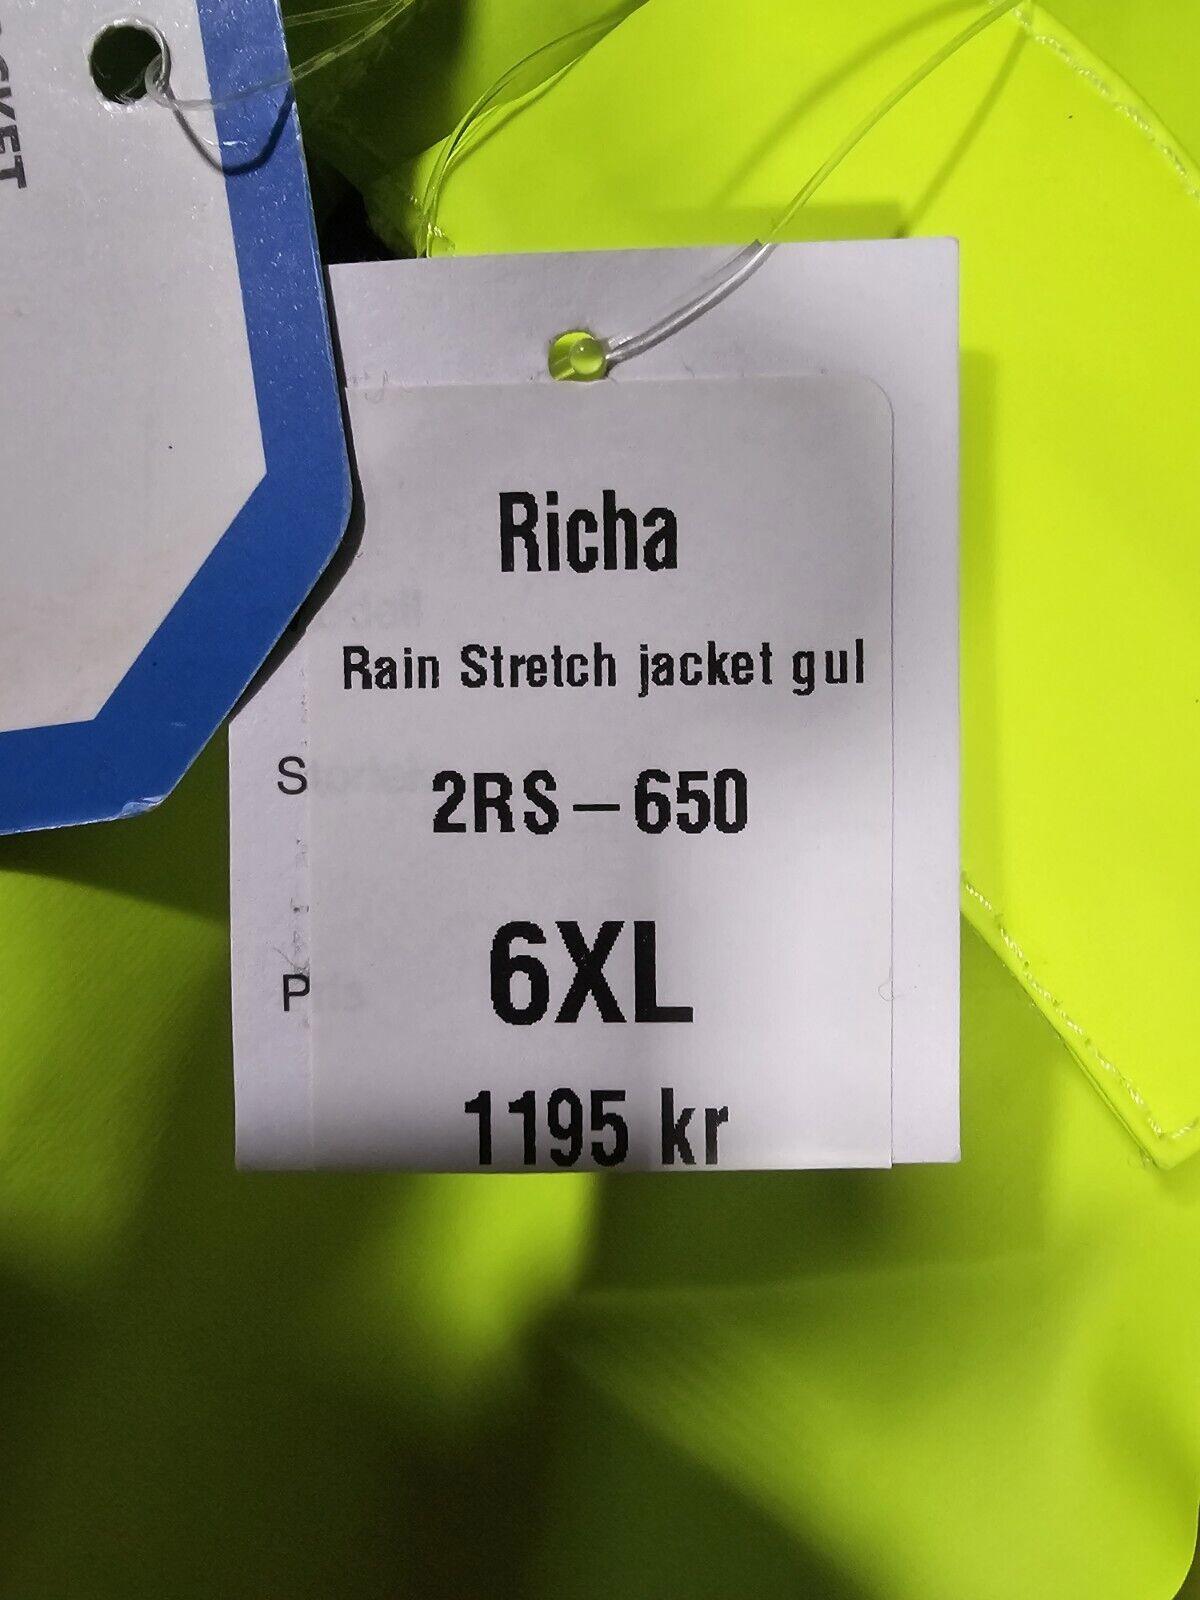 Richa
Rain Stretch jacket gul
2RS-650
6XL
1195 kr
S
P